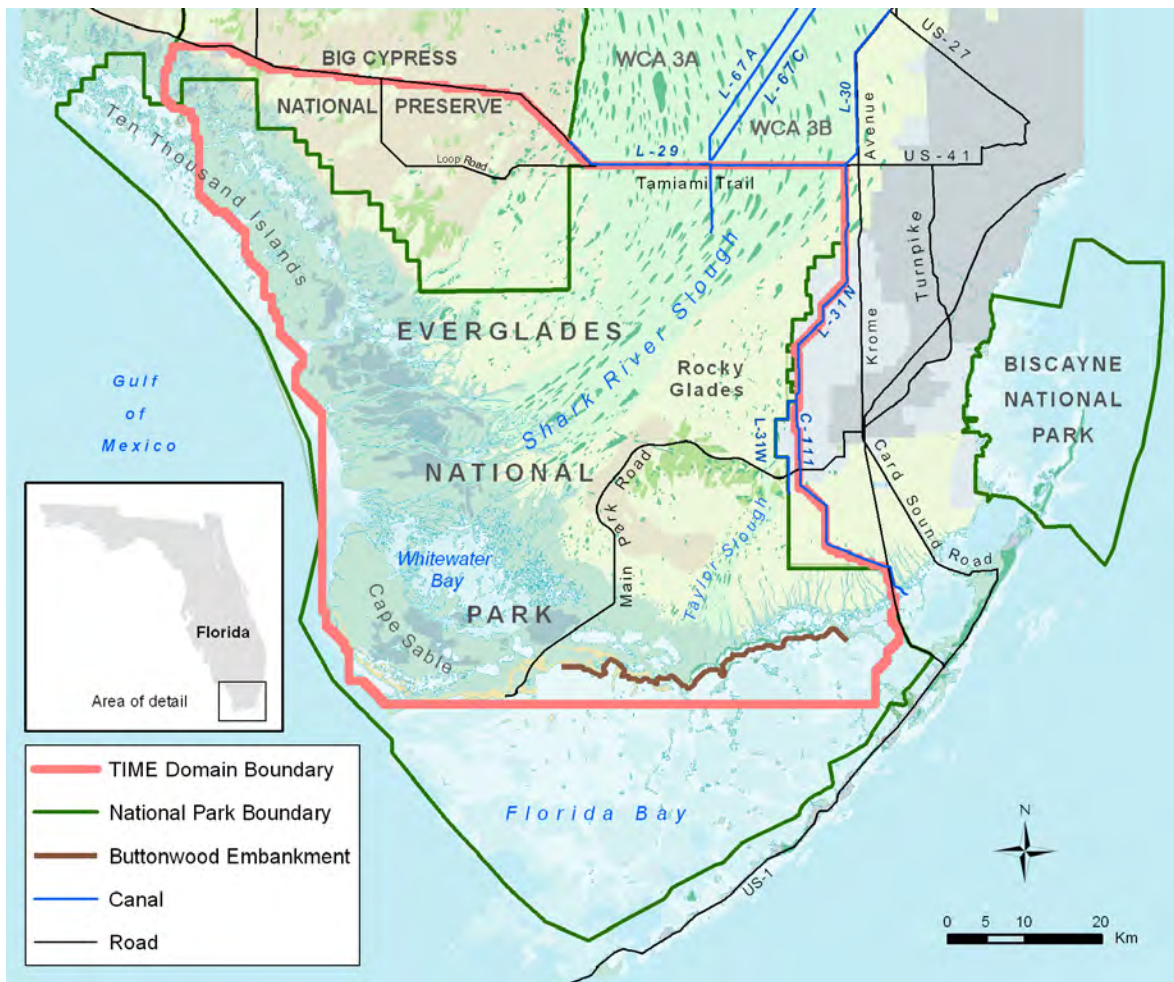 US-27
BIG CYPRESS
WCA 3A
L-67A
L-67C
L-30
NATIONAL PRESERVE
WCA 3B
Avenue
Ten Thousand Islands
Loop Road
L-29
US-41
Tamiami Trail
Shark River Slough
Turnpike
L-31N
EVERGLADES
Krome
Rocky
Glades
BISCAYNE
NATIONAL
PARK
Gulf
of
Mexico
L-31W
C-111
NATIONAL
Main Park Road
Card Sound Road
Taylor Slough
Whitewater
Bay
PARK
Cape Sable
Florida
Area of detail
TIME Domain Boundary
National Park Boundary
Buttonwood Embankment
Canal
Road
Florida Bay
US-1
N
0 5 10 20
Km